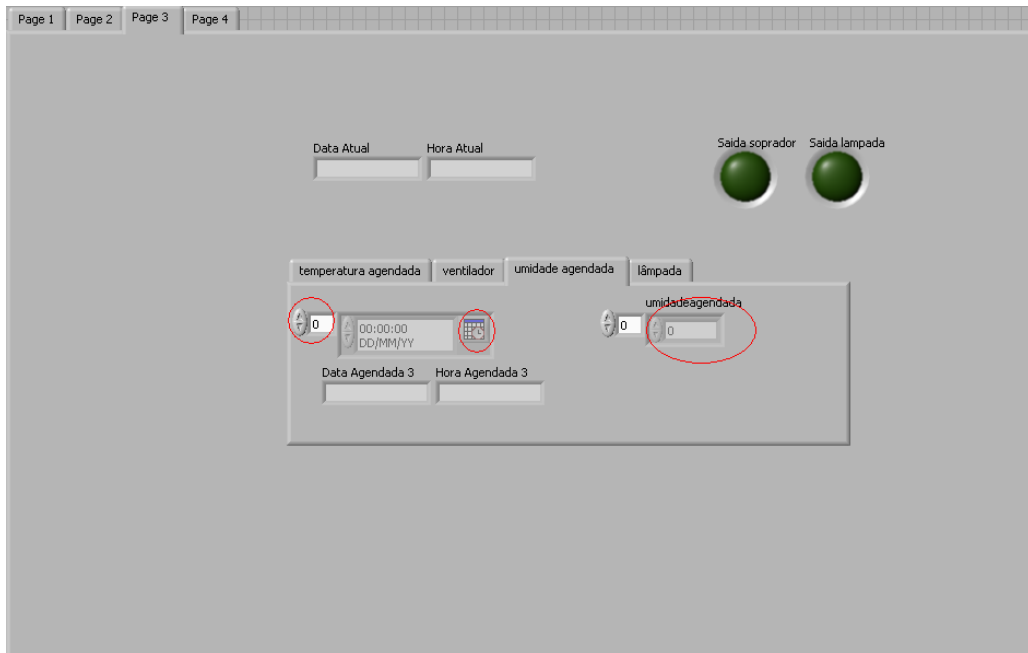 Page 1 Page 2 Page 3 Page 4
Data Atual Hora Atual
Saida soprador Saida lampada
temperatura agendada ventilador umidade agendada lâmpada
umidadeagendada
0
00:00:00
DD/MM/YY
0
0
Data Agendada 3 Hora Agendada 3